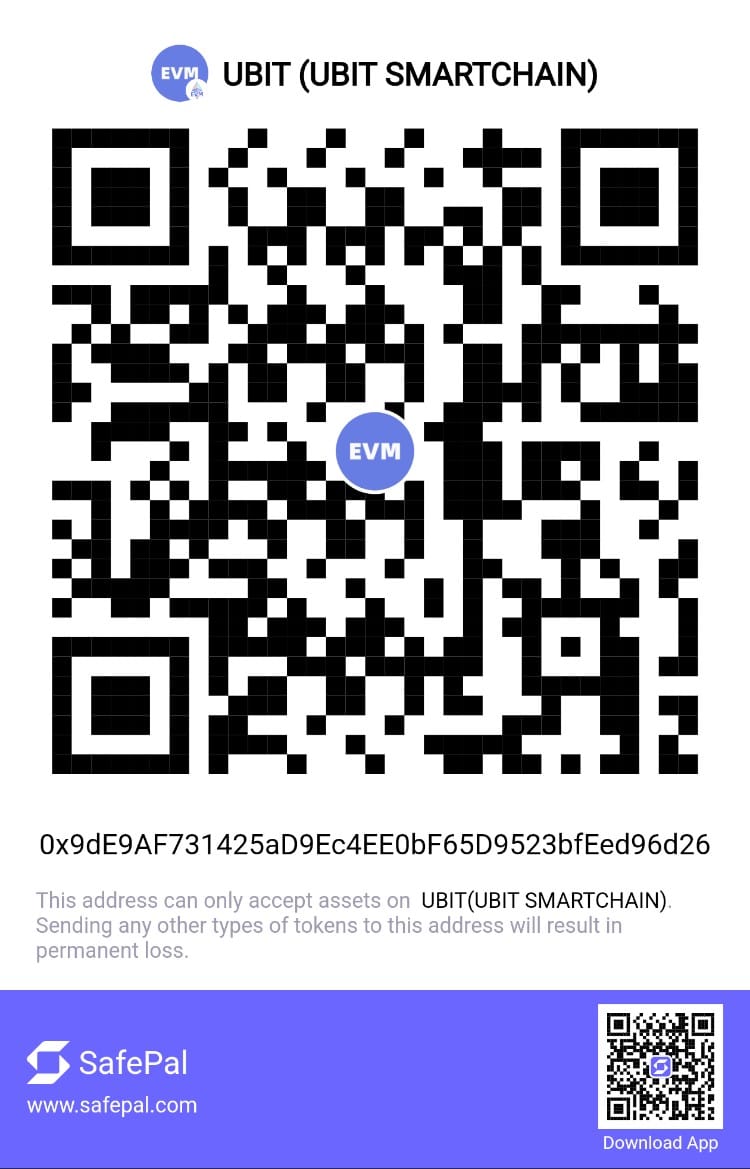 EVM
EVM
UBIT (UBIT SMARTCHAIN)
EVM
0x9dE9AF731425aD9Ec4EE0bF65D9523bfEed96d26
This address can only accept assets on UBIT(UBIT SMARTCHAIN).
Sending any other types of tokens to this address will result in
permanent loss.
SafePal
www.safepal.com
Download App